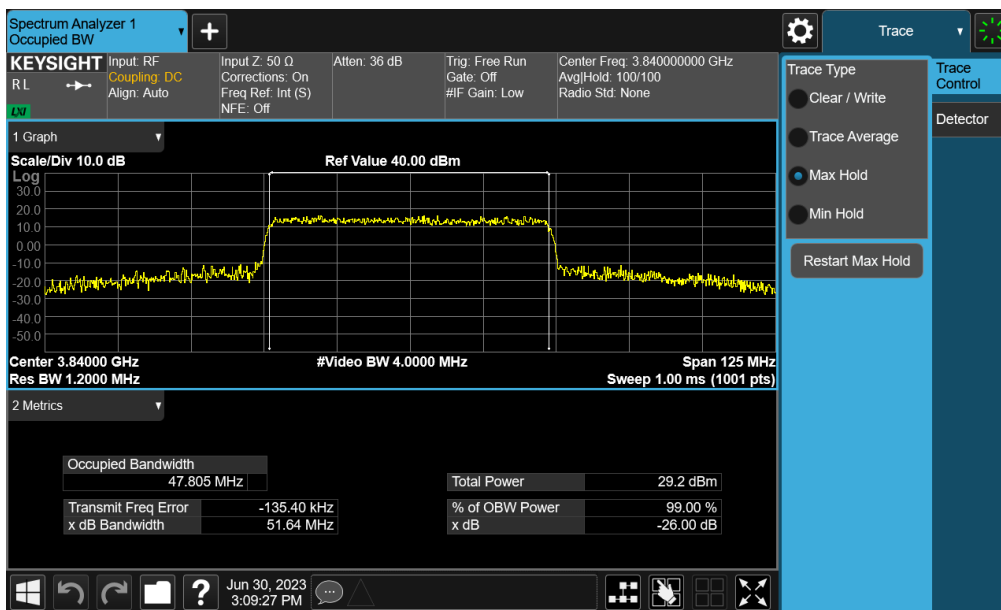 Spectrum Analyzer 1
Occupied BW
+
Trace
KEYSIGHT
R L
LXI
Input: RF
Coupling: DC
Align: Auto
Input Z: 50 Ω
Corrections: On
Freq Ref: Int (S)
NFE: Off
Atten: 36 dB
Trig: Free Run
Gate: Off
#IF Gain: Low
Center Freq: 3.840000000 GHz
Avg|Hold: 100/100
Radio Std: None
Trace Type
Clear / Write
Trace Average
Max Hold
Min Hold
Restart Max Hold
Trace
Control
Detector
1 Graph
Scale/Div 10.0 dB
Ref Value 40.00 dBm
Log
30.0
20.0
10.0
0.00
-10.0
-20.0
-30.0
-40.0
-50.0
Center 3.84000 GHz
#Video BW 4.0000 MHz
Span 125 MHz
Res BW 1.2000 MHz
Sweep 1.00 ms (1001 pts)
2 Metrics
Occupied Bandwidth
47.805 MHz
Total Power 29.2 dBm
Transmit Freq Error -135.40 kHz
% of OBW Power 99.00 %
x dB Bandwidth 51.64 MHz
x dB -26.00 dB
?
Jun 30, 2023
3:09:27 PM